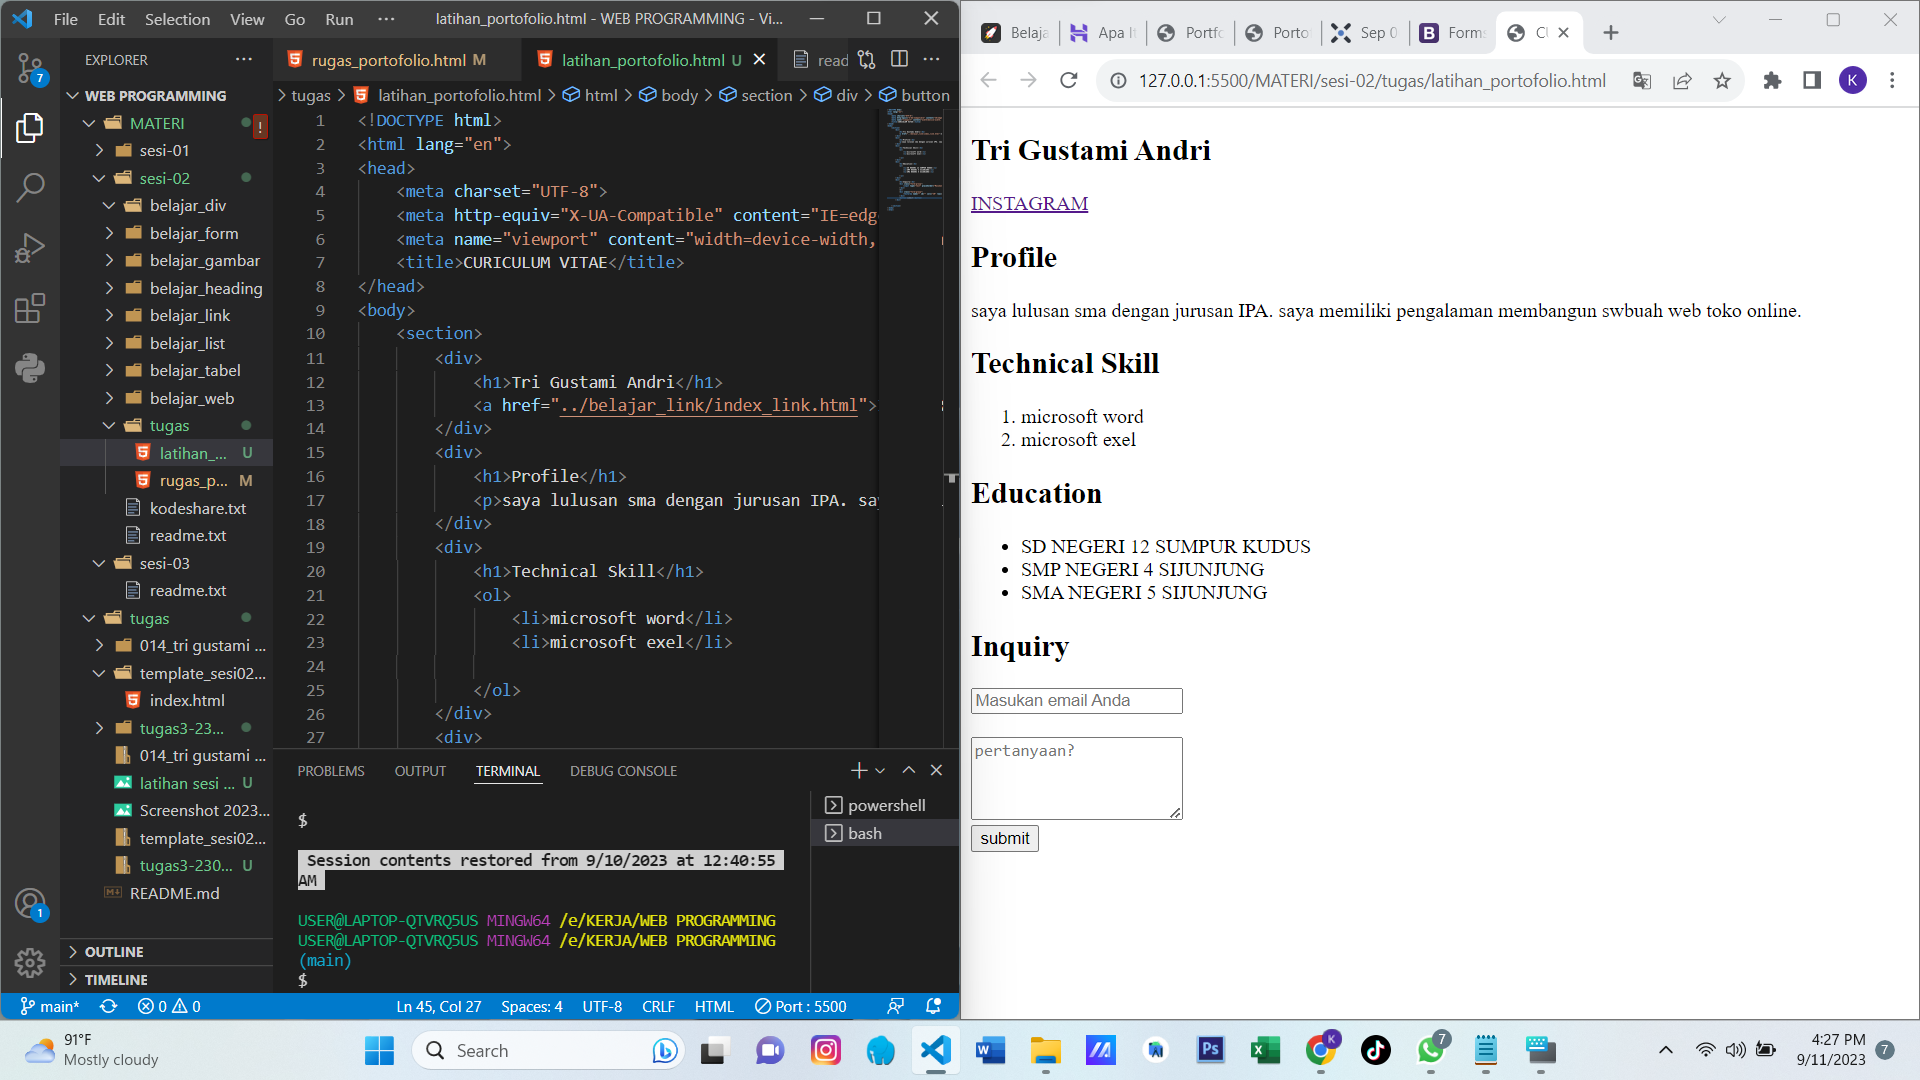 File Edit Selection View Go Run ··· latihan_portofolio.html - WEB PROGRAMMING - Vi...
EXPLORER ···
WEB PROGRAMMING
MATERI
sesi-01
sesi-02
belajar_div
belajar_form
belajar_gambar
belajar_heading
belajar_link
belajar_list
belajar_tabel
belajar_web
tugas
latihan_... U
rugas_p... M
kodeshare.txt
readme.txt
sesi-03
readme.txt
tugas
014_tri gustami ...
template_sesi02...
index.html
tugas3-23...
014_tri gustami ...
latihan sesi ... U
Screenshot 2023...
template_sesi02...
tugas3-230... U
README.md
OUTLINE
TIMELINE
7
1
rugas_portofolio.html M latihan_portofolio.html U read
tugas > latihan_portofolio.html > html > body > section > div > button
1 <!DOCTYPE html>
2 <html lang="en">
3 <head>
4 <meta charset="UTF-8">
5 <meta http-equiv="X-UA-Compatible" content="IE=edge
6 <meta name="viewport" content="width=device-width,
7 <title>CURICULUM VITAE</title>
8 </head>
9 <body>
10 <section>
11 <div>
12 <h1>Tri Gustami Andri</h1>
13 <a href="../belajar_link/index_link.html">
14 </div>
15 <div>
16 <h1>Profile</h1>
17 <p>saya lulusan sma dengan jurusan IPA. say
18 </div>
19 <div>
20 <h1>Technical Skill</h1>
21 <ol>
22 <li>microsoft word</li>
23 <li>microsoft exel</li>
24
25 </ol>
26 </div>
27 <div>
PROBLEMS OUTPUT TERMINAL DEBUG CONSOLE
powershell
bash
$
Session contents restored from 9/10/2023 at 12:40:55
AM
USER@LAPTOP-QTVRQ5US MINGW64 /e/KERJA/WEB PROGRAMMING
USER@LAPTOP-QTVRQ5US MINGW64 /e/KERJA/WEB PROGRAMMING
(main)
$
main* 0 0 Ln 45, Col 27 Spaces: 4 UTF-8 CRLF HTML Port : 5500
Belaja Apa It Portfo Porto Sep 0 Forms CU
127.0.0.1:5500/MATERI/sesi-02/tugas/latihan_portofolio.html K
Tri Gustami Andri
INSTAGRAM
Profile
saya lulusan sma dengan jurusan IPA. saya memiliki pengalaman membangun swbuah web toko online.
Technical Skill
1. microsoft word
2. microsoft exel
Education
• SD NEGERI 12 SUMPUR KUDUS
• SMP NEGERI 4 SIJUNJUNG
• SMA NEGERI 5 SIJUNJUNG
Inquiry
Masukan email Anda
pertanyaan?
submit
91°F
Mostly cloudy
Search
Ps
K
7
4:27 PM
9/11/2023
7